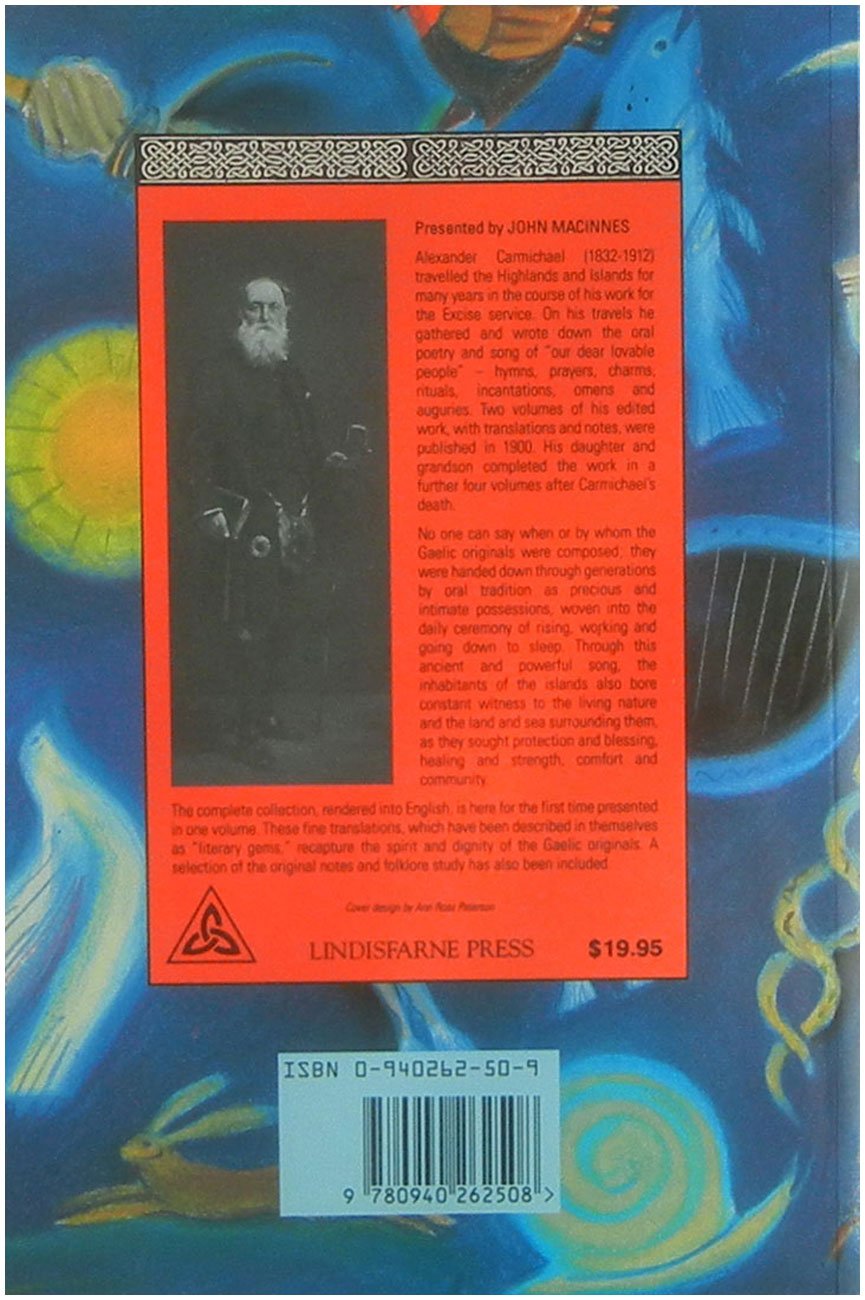 Presented by JOHN MACINNES
Alexander Carmichael (1832-1912)
travelled the Highlands and Islands for
many years in the course of his work for
the Excise service. On his travels he
gathered and wrote down the oral
poetry and song of "our dear lovable
people" – hymns, prayers, charms,
rituals, incantations, omens and
auguries. Two volumes of his edited
work, with translations and notes, were
published in 1900. His daughter and
grandson completed the work in a
further four volumes after Carmichael's
death.
No one can say when or by whom the
Gaelic originals were composed; they
were handed down through generations
by oral tradition as precious and
intimate possessions, woven into the
daily ceremony of rising, working and
going down to sleep. Through this
ancient and powerful song, the
inhabitants of the islands also bore
constant witness to the living nature
and the land and sea surrounding them,
as they sought protection and blessing,
healing and strength, comfort and
community.
The complete collection, rendered into English, is here for the first time presented
in one volume. These fine translations, which have been described in themselves
as "literary gems," recapture the spirit and dignity of the Gaelic originals. A
selection of the original notes and folklore study has also been included.
Cover design by Ann Ross Paterson
LINDISFARNE PRESS $19.95
ISBN 0-940262-50-9
9 780940 262508 >